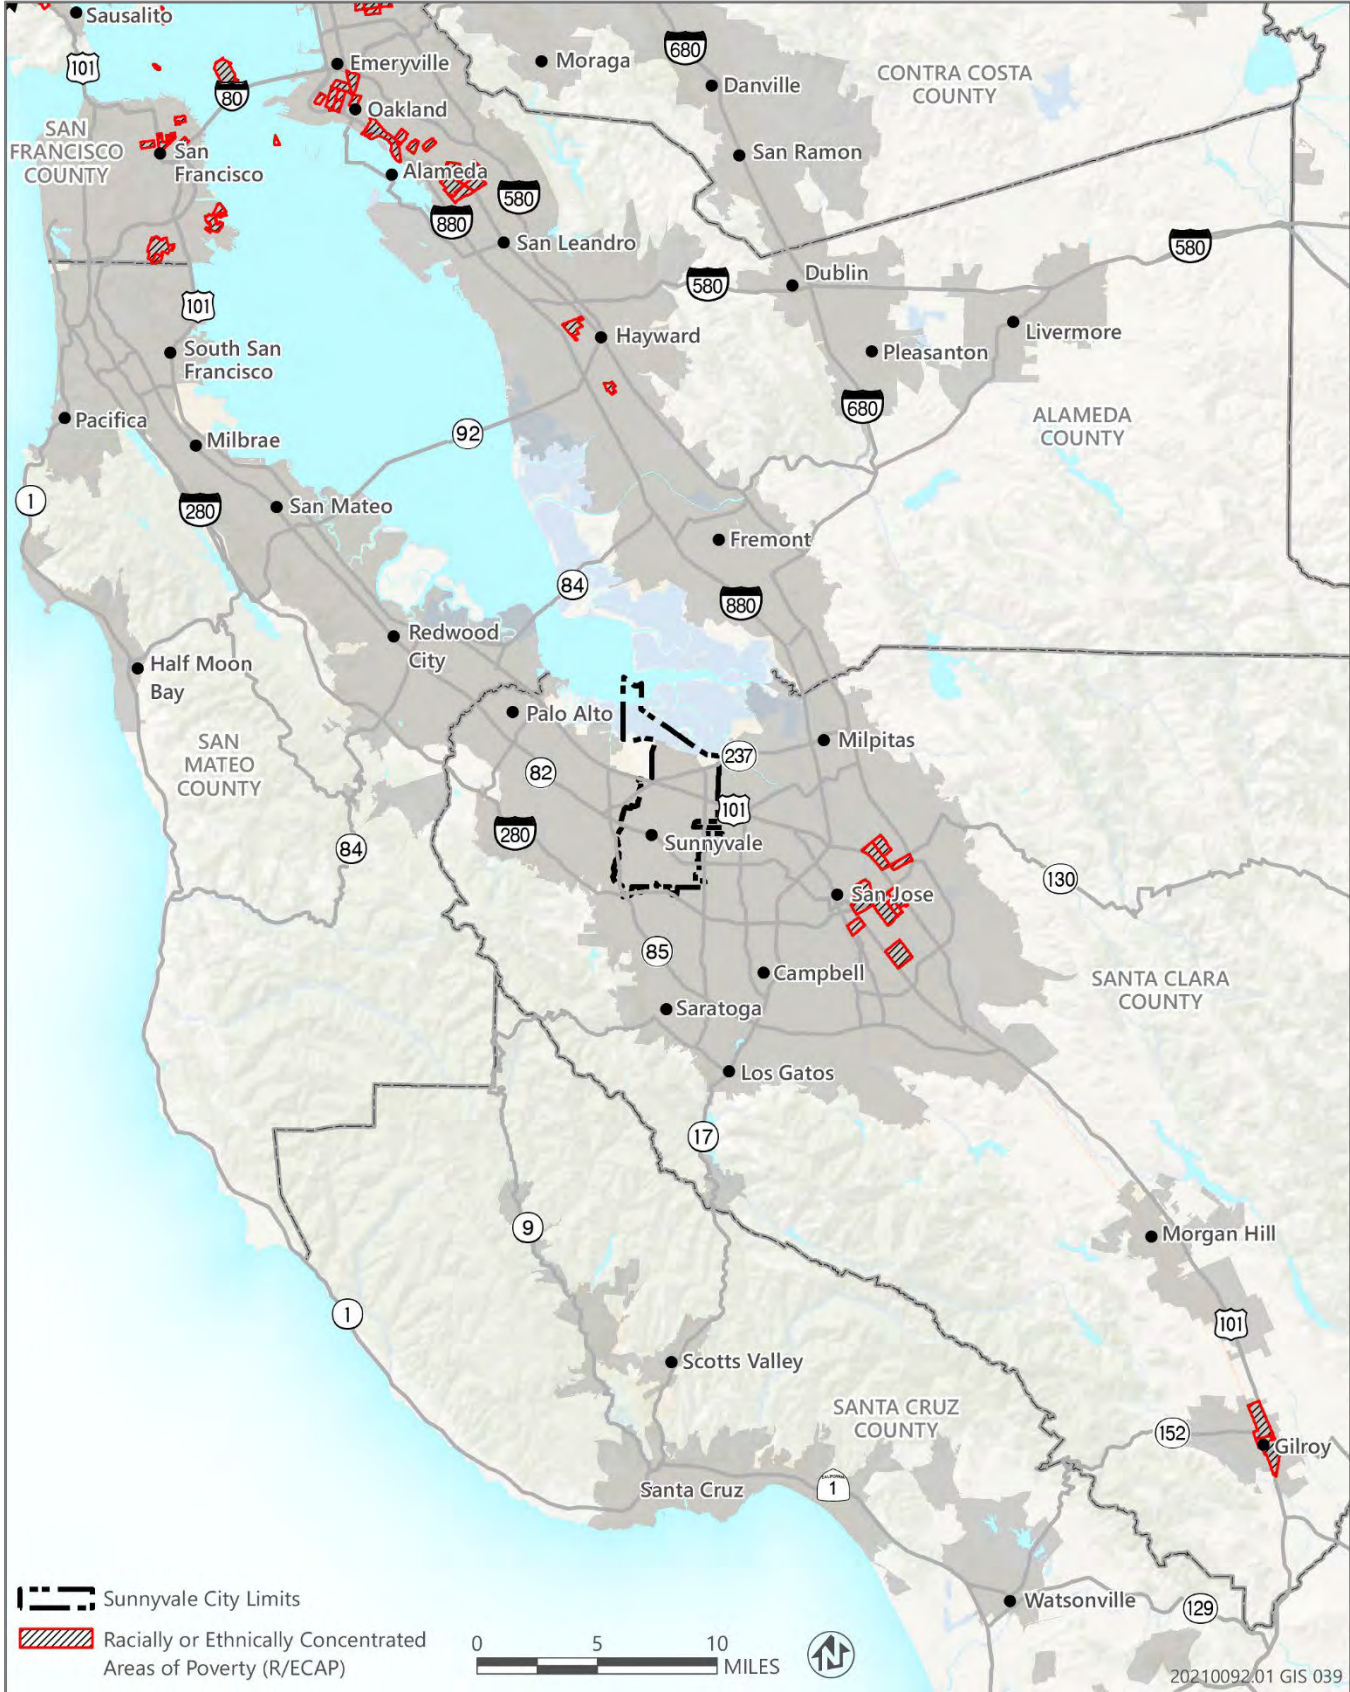 Sausalito
101
Emeryville
Moraga
680
Danville
CONTRA COSTA
COUNTY
80
Oakland
SAN
FRANCISCO
COUNTY
San
Francisco
San Ramon
Alameda
580
880
San Leandro
580
580
Dublin
101
Hayward
Livermore
South San
Francisco
Pleasanton
680
Pacifica
ALAMEDA
COUNTY
92
Milbrae
1
280
San Mateo
Fremont
84
880
Redwood
City
Half Moon
Bay
Palo Alto
SAN
MATEO
COUNTY
Milpitas
237
82
101
280
Sunnyvale
84
130
San Jose
85
Campbell
SANTA CLARA
COUNTY
Saratoga
Los Gatos
17
9
Morgan Hill
1
101
Scotts Valley
SANTA CRUZ
COUNTY
152
Gilroy
Santa Cruz
CALIFORNIA
1
Watsonville
129
Sunnyvale City Limits
Racially or Ethnically Concentrated
Areas of Poverty (R/ECAP)
0 5 10
MILES
N
20210092.01 GIS 039